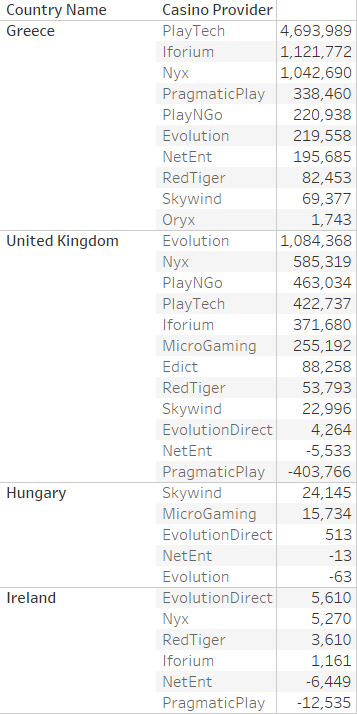 Country Name Casino Provider
Greece PlayTech 4,693,989
Iforium 1,121,772
Nyx 1,042,690
PragmaticPlay 338,460
PlayNGo 220,938
Evolution 219,558
NetEnt 195,685
RedTiger 82,453
Skywind 69,377
Oryx 1,743
United Kingdom Evolution 1,084,368
Nyx 585,319
PlayNGo 463,034
PlayTech 422,737
Iforium 371,680
MicroGaming 255,192
Edict 88,258
RedTiger 53,793
Skywind 22,996
EvolutionDirect 4,264
NetEnt -5,533
PragmaticPlay -403,766
Hungary Skywind 24,145
MicroGaming 15,734
EvolutionDirect 513
NetEnt -13
Evolution -63
Ireland EvolutionDirect 5,610
Nyx 5,270
RedTiger 3,610
Iforium 1,161
NetEnt -6,449
PragmaticPlay -12,535